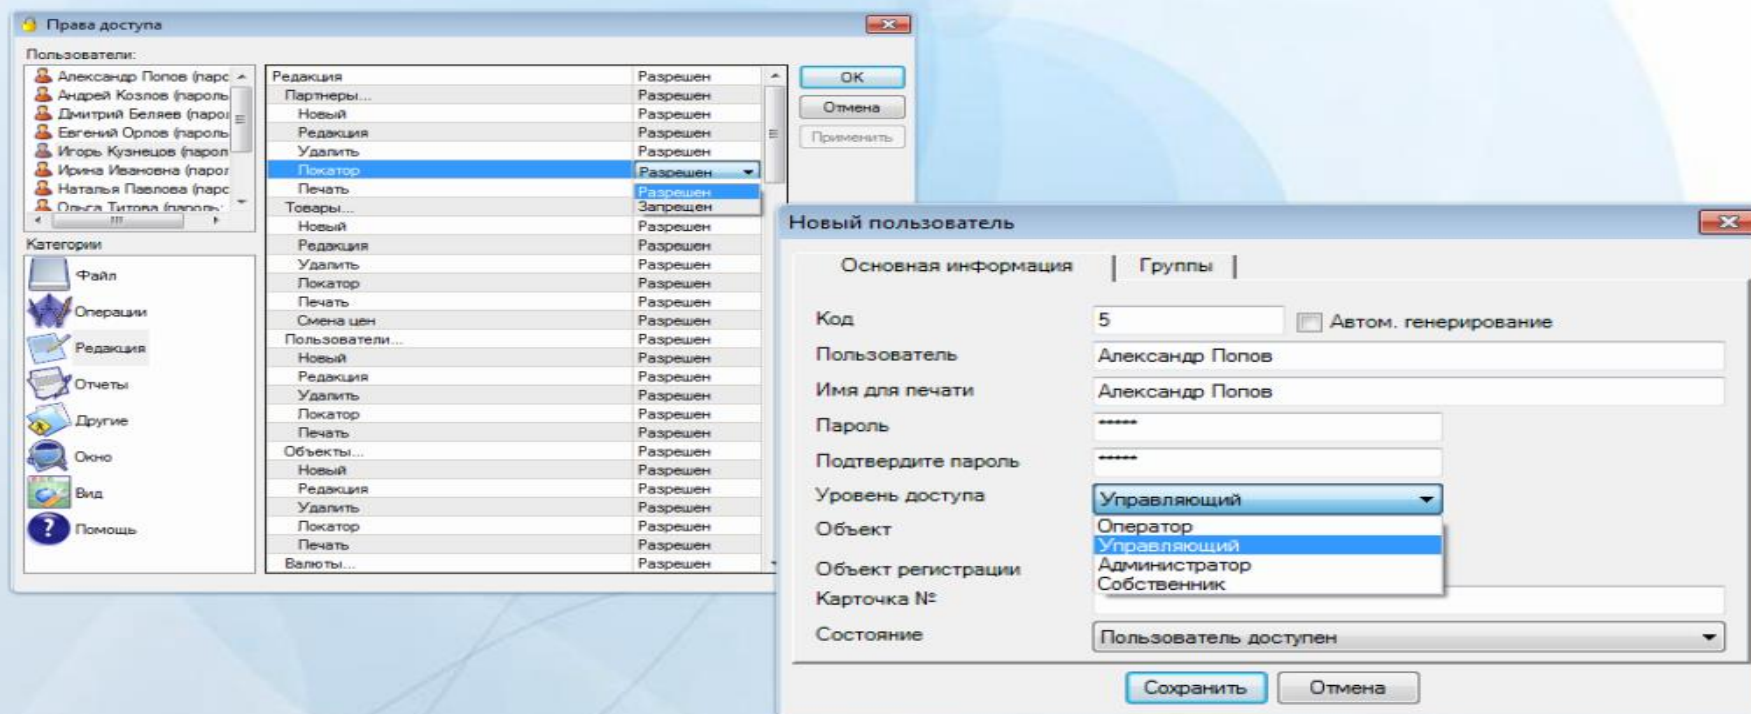 Права доступа
Пользователи:
Александр Попов (парс
Андрей Козлов (пароль
Дмитрий Беляев (парол
Евгений Орлов (пароль
Игорь Кузнецов (парол
Ирина Ивановна (парол
Наталья Павлова (парс
Ольга Титова (пароль:
Категории
Файл
Операции
Редакция
Отчеты
Другие
Окно
Вид
Помощь
Редакция Разрешен
Партнеры... Разрешен
Новый Разрешен
Редакция Разрешен
Удалить Разрешен
Локатор Разрешен
Печать Разрешен
Товары... Запрещен
Новый Разрешен
Редакция Разрешен
Удалить Разрешен
Локатор Разрешен
Печать Разрешен
Смена цен Разрешен
Пользователи... Разрешен
Новый Разрешен
Редакция Разрешен
Удалить Разрешен
Локатор Разрешен
Печать Разрешен
Объекты... Разрешен
Новый Разрешен
Редакция Разрешен
Удалить Разрешен
Локатор Разрешен
Печать Разрешен
Валюты... Разрешен
OK
Отмена
Применить
Новый пользователь
Основная информация Группы
Код 5 Автом. генерирование
Пользователь Александр Попов
Имя для печати Александр Попов
Пароль *****
Подтвердите пароль *****
Уровень доступа Управляющий
Оператор
Управляющий
Администратор
Собственник
Объект
Объект регистрации
Карточка №
Состояние Пользователь доступен
Сохранить Отмена